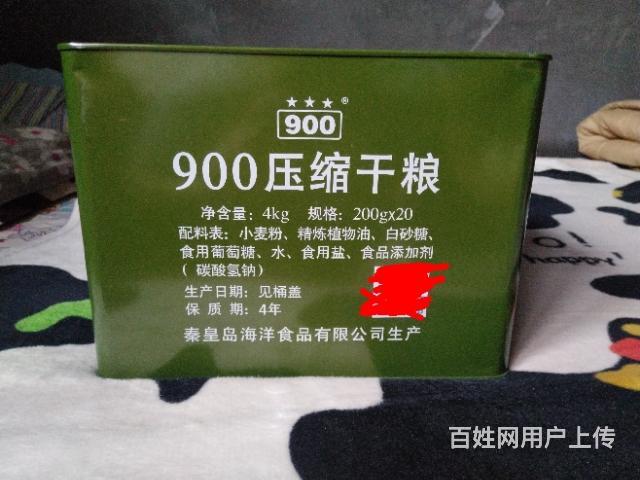 ★★★®
900
900压缩干粮
净含量：4kg 规格：200gx20
配料表：小麦粉、精炼植物油、白砂糖、
食用葡萄糖、水、食用盐、食品添加剂
（碳酸氢钠）
生产日期：见桶盖
保 质 期：4年
秦皇岛海洋食品有限公司生产
O!
happy!
百姓网用户上传